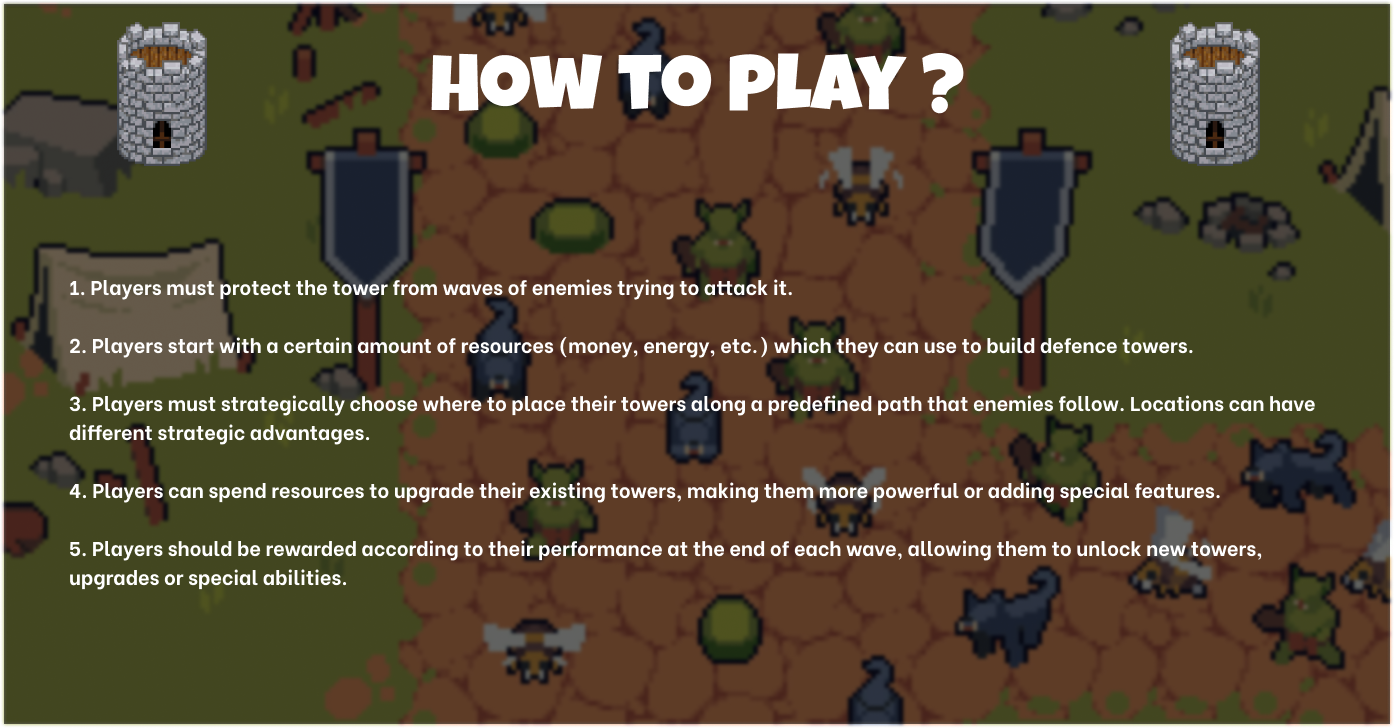 HOW TO PLAY ?
1. Players must protect the tower from waves of enemies trying to attack it.
2. Players start with a certain amount of resources (money, energy, etc.) which they can use to build defence towers.
3. Players must strategically choose where to place their towers along a predefined path that enemies follow. Locations can have
different strategic advantages.
4. Players can spend resources to upgrade their existing towers, making them more powerful or adding special features.
5. Players should be rewarded according to their performance at the end of each wave, allowing them to unlock new towers,
upgrades or special abilities.